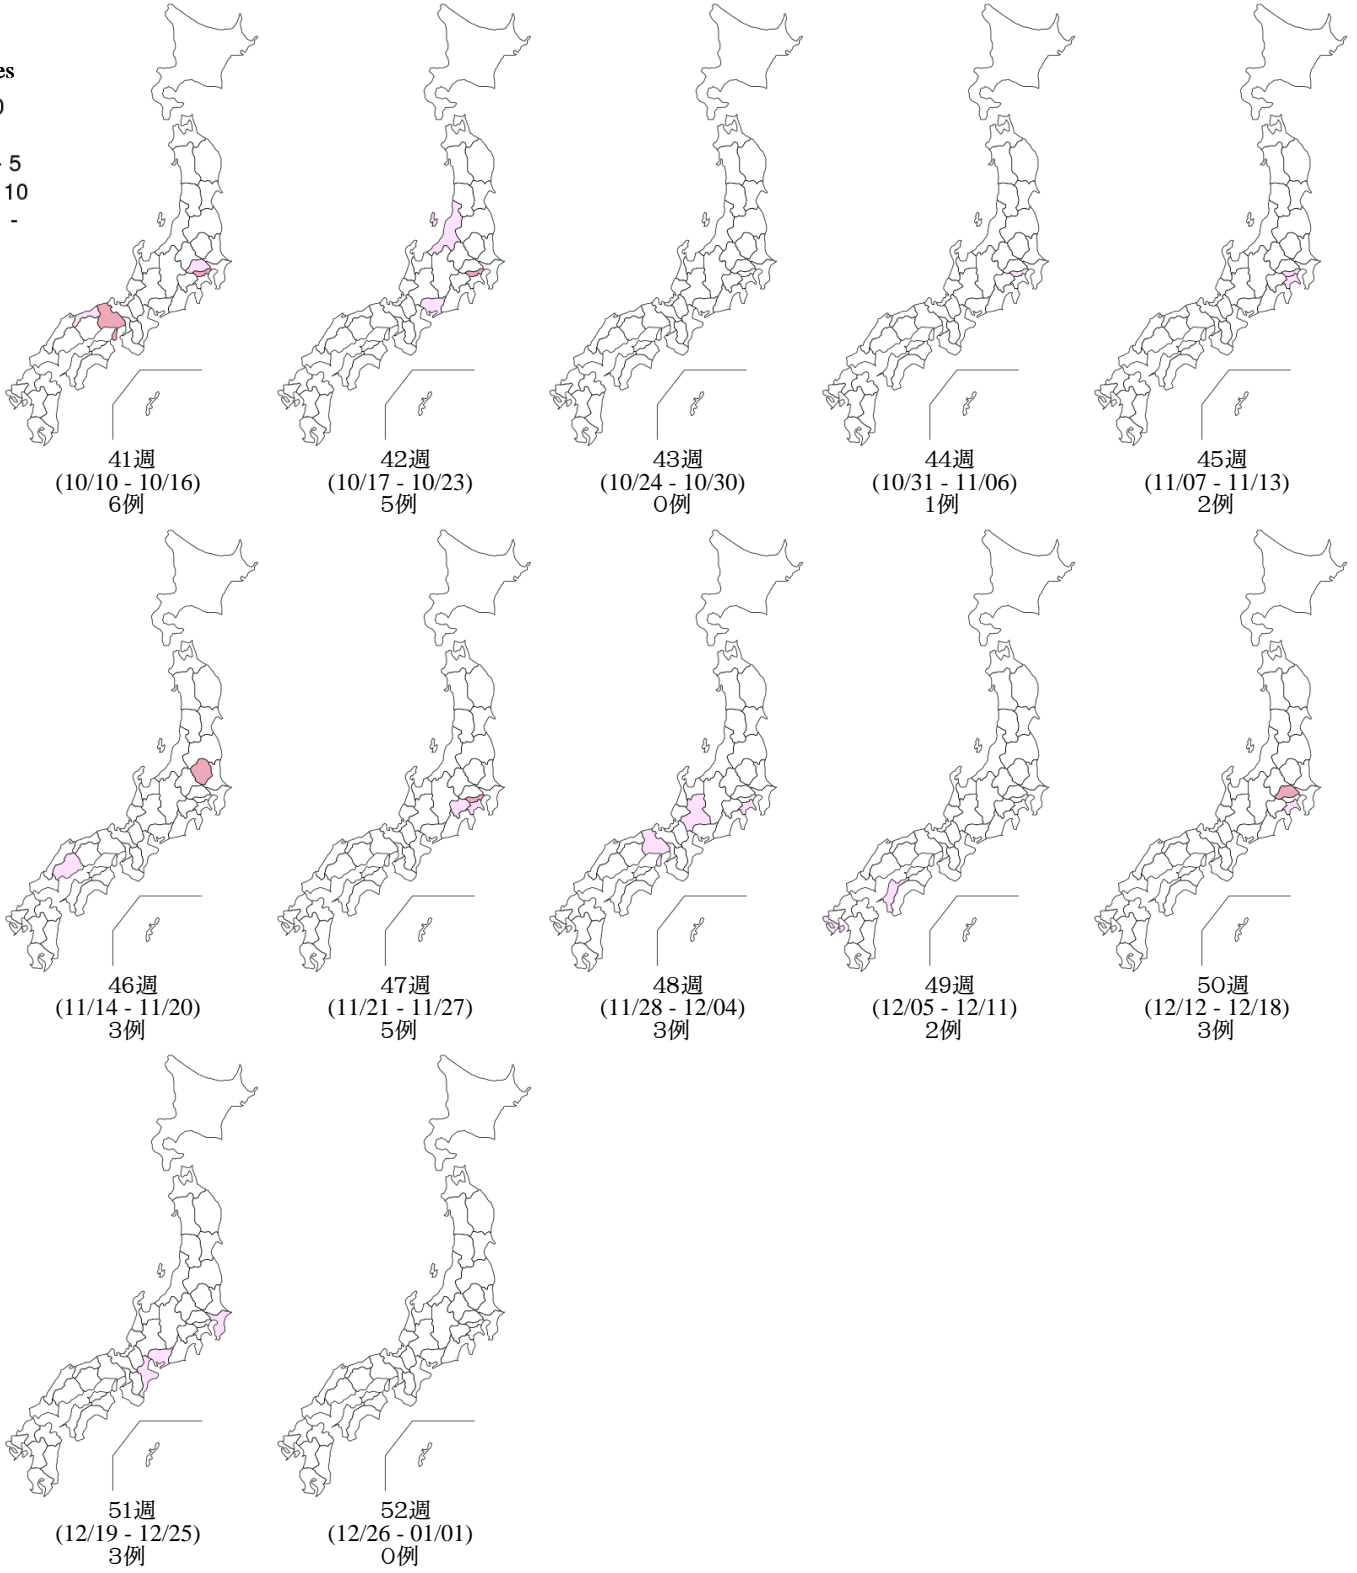 es
0
- 5
10
-
41週
(10/10 - 10/16)
6例
42週
(10/17 - 10/23)
5例
43週
(10/24 - 10/30)
0例
44週
(10/31 - 11/06)
1例
45週
(11/07 - 11/13)
2例
46週
(11/14 - 11/20)
3例
47週
(11/21 - 11/27)
5例
48週
(11/28 - 12/04)
3例
49週
(12/05 - 12/11)
2例
50週
(12/12 - 12/18)
3例
51週
(12/19 - 12/25)
3例
52週
(12/26 - 01/01)
0例